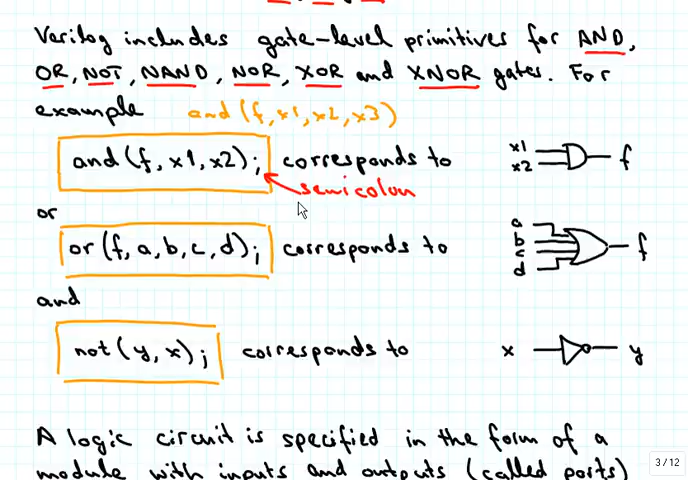 Verilog includes gate-level primitives for AND,
OR, NOT, NAND, NOR, XOR and XNOR gates. For
example and (f, x1, x2, x3)
and (f, x1, x2); corresponds to x1 x2 f
semicolon
or
or (f, a, b, c, d); corresponds to a b c d f
and
not (y, x); corresponds to x y
A logic circuit is specified in the form of a
module with inputs and outputs (called ports)
3 / 12